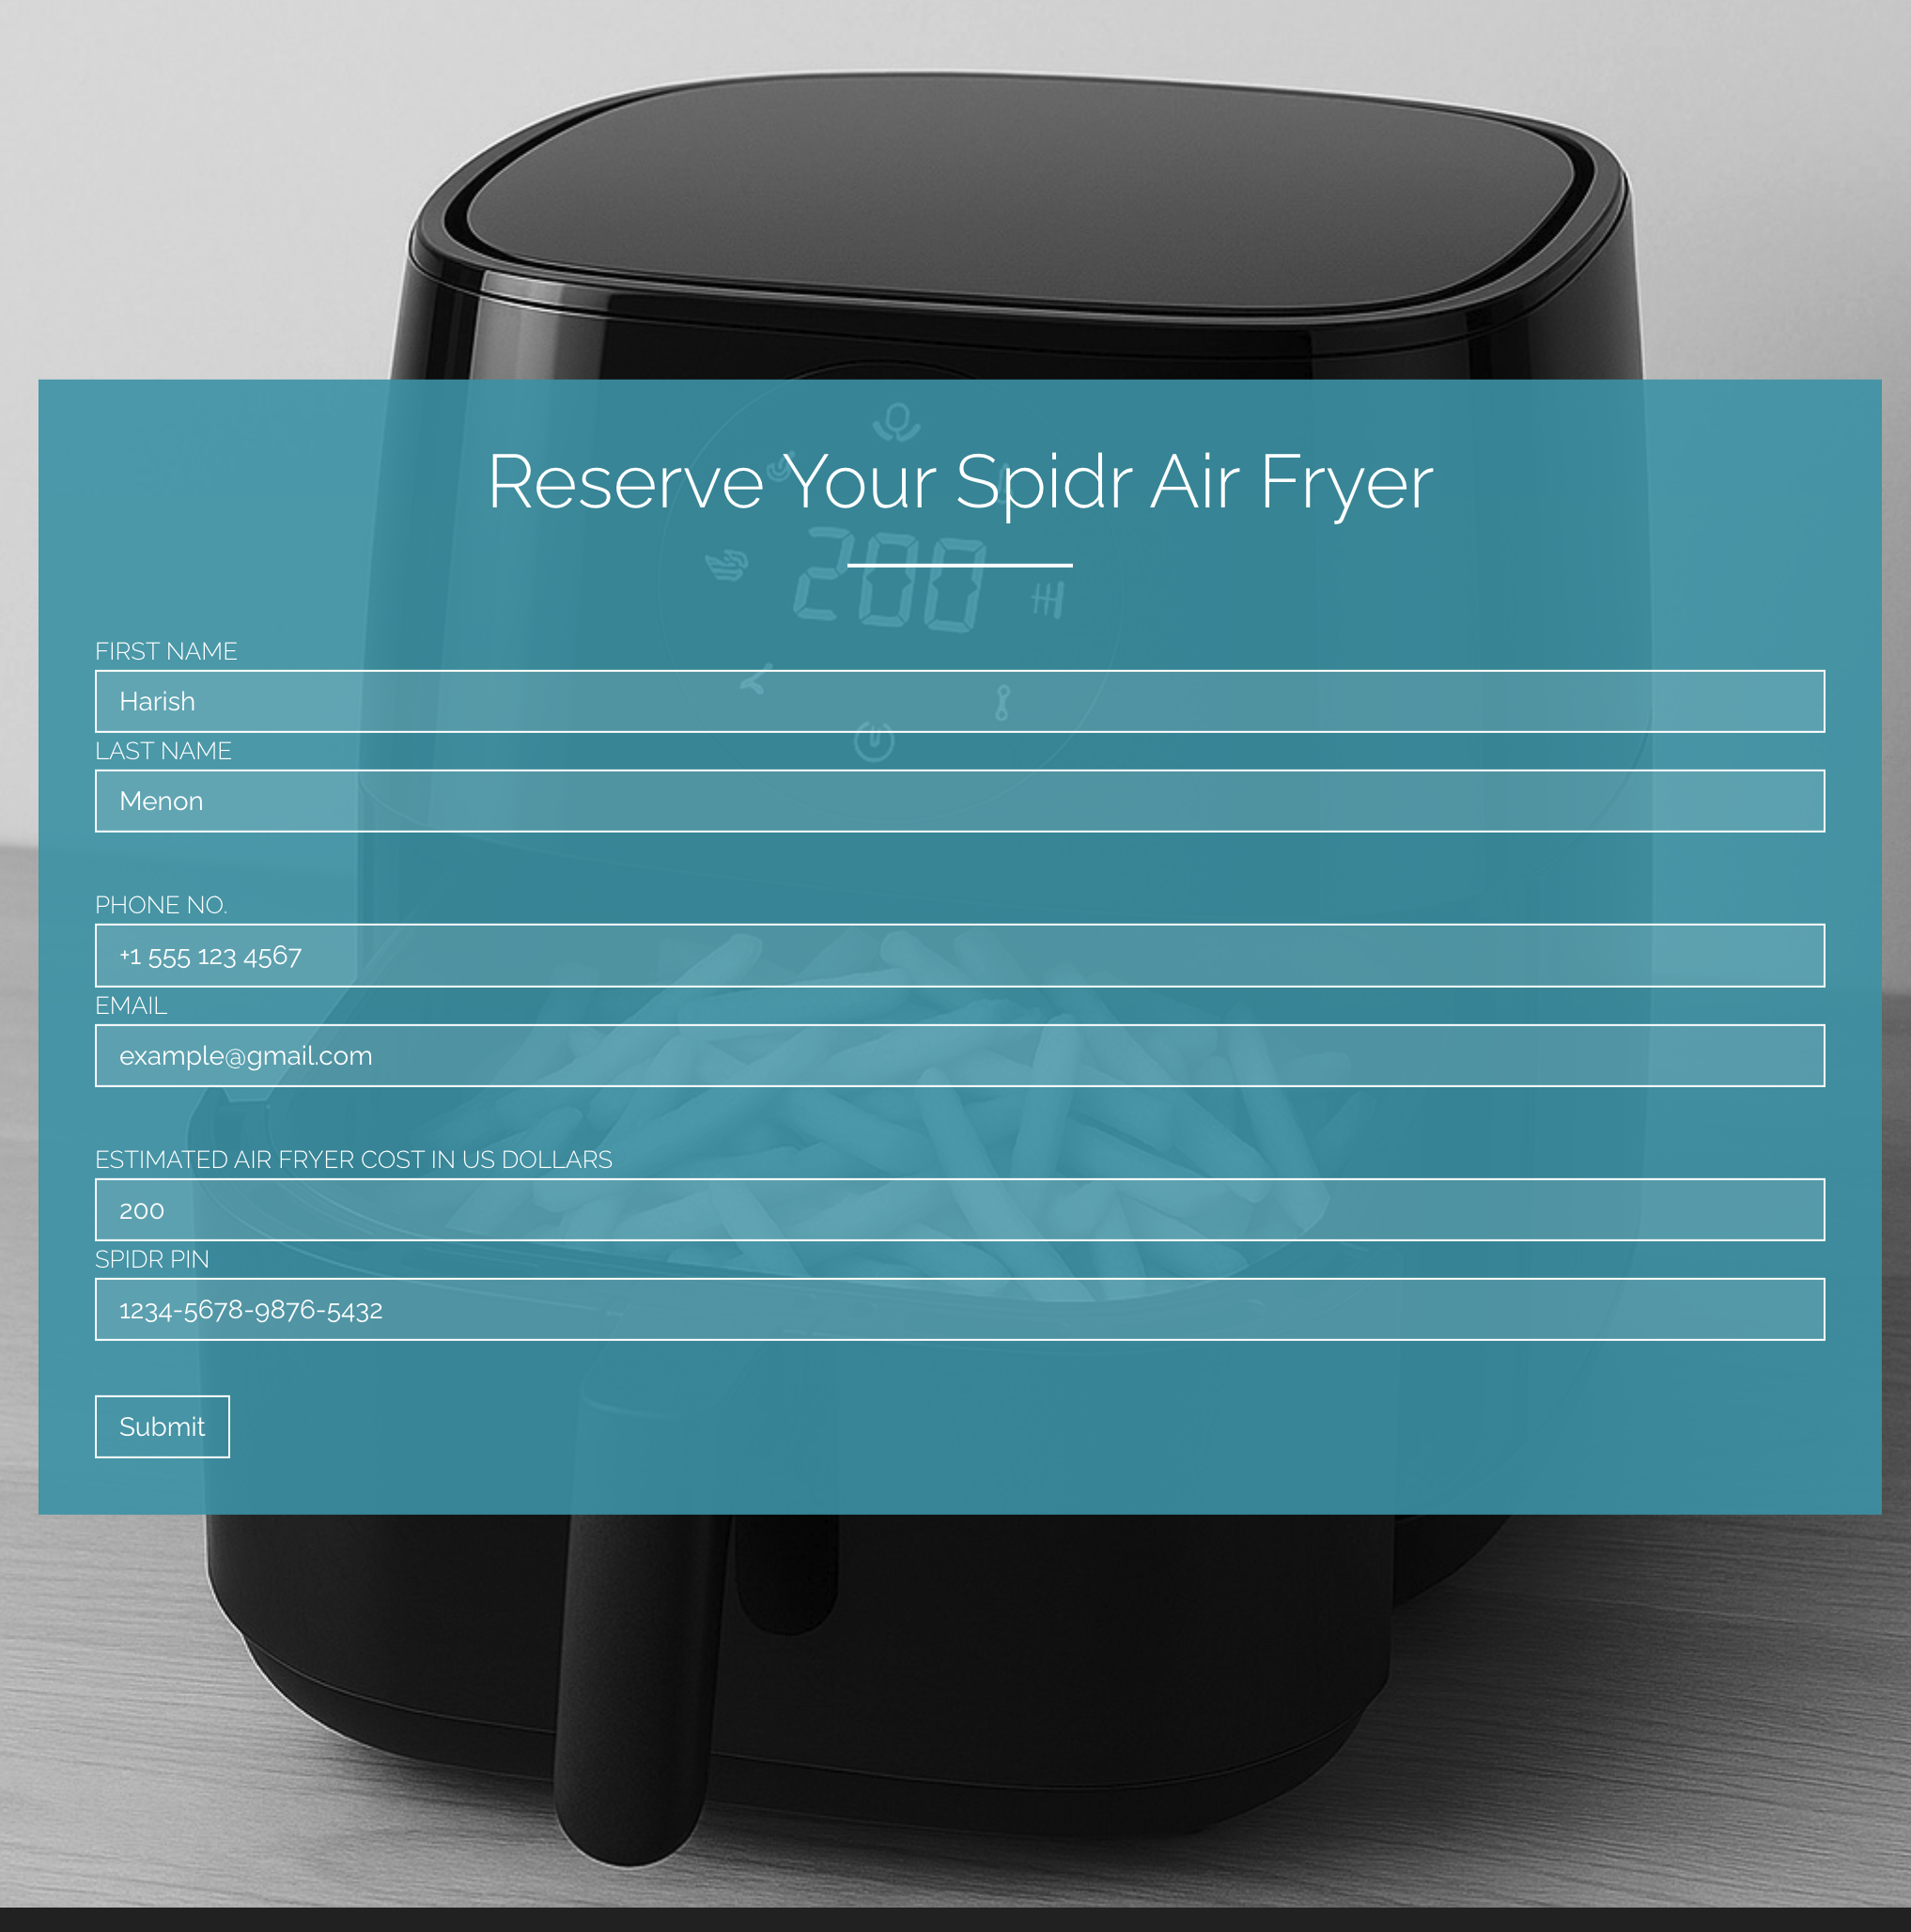 Reserve Your Spidr Air Fryer
200
FIRST NAME
Harish
LAST NAME
Menon
PHONE NO.
+1 555 123 4567
EMAIL
example@gmail.com
ESTIMATED AIR FRYER COST IN US DOLLARS
200
SPIDR PIN
1234-5678-9876-5432
Submit